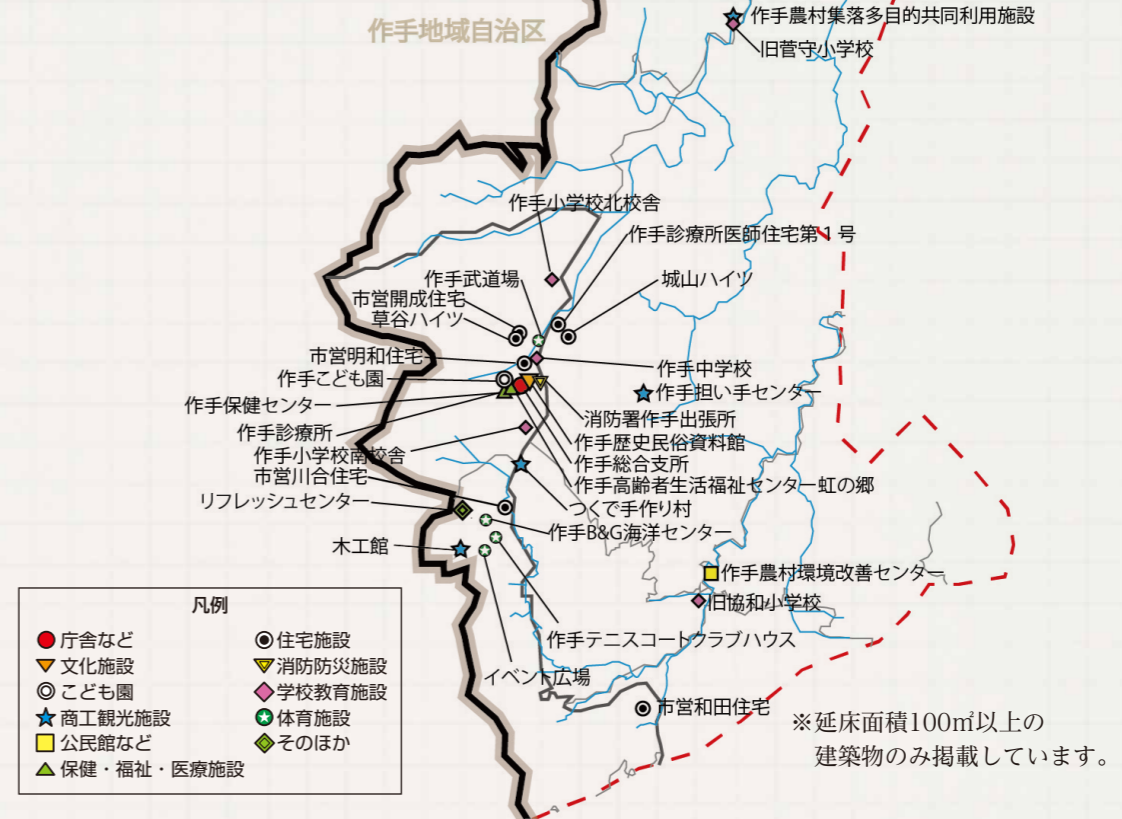 作手地域自治区
作手農村集落多目的共同利用施設
旧菅守小学校
作手小学校北校舎
作手診療所医師住宅第１号
作手武道場
城山ハイツ
市営開成住宅
草谷ハイツ
市営明和住宅
作手中学校
作手こども園
作手担い手センター
作手保健センター
消防署作手出張所
作手診療所
作手歴史民俗資料館
作手小学校南校舎
作手総合支所
市営川合住宅
作手高齢者生活福祉センター虹の郷
リフレッシュセンター
つくで手作り村
作手B&G海洋センター
木工館
作手農村環境改善センター
旧協和小学校
作手テニスコートクラブハウス
イベント広場
市営和田住宅
凡例
庁舎など
文化施設
こども園
商工観光施設
公民館など
保健・福祉・医療施設
住宅施設
消防防災施設
学校教育施設
体育施設
そのほか
※延床面積100㎡以上の
建築物のみ掲載しています。